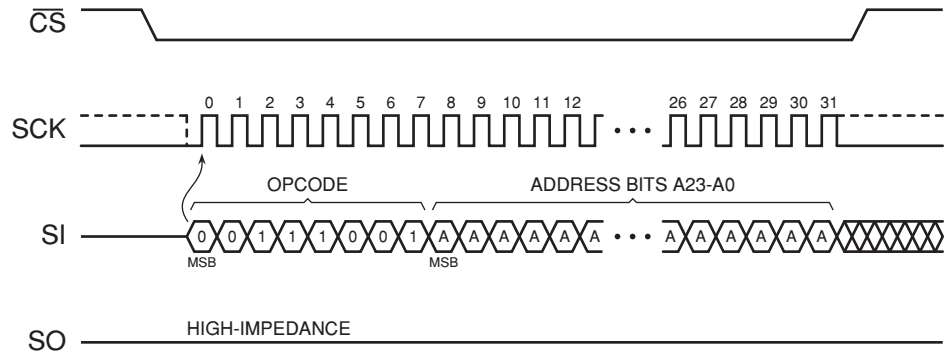 CS
0 1 2 3 4 5 6 7 8 9 10 11 12 26 27 28 29 30 31
SCK
OPCODE ADDRESS BITS A23-A0
SI 0 0 1 1 1 0 0 1 A A A A A A A A A A A A
MSB MSB
HIGH-IMPEDANCE
SO